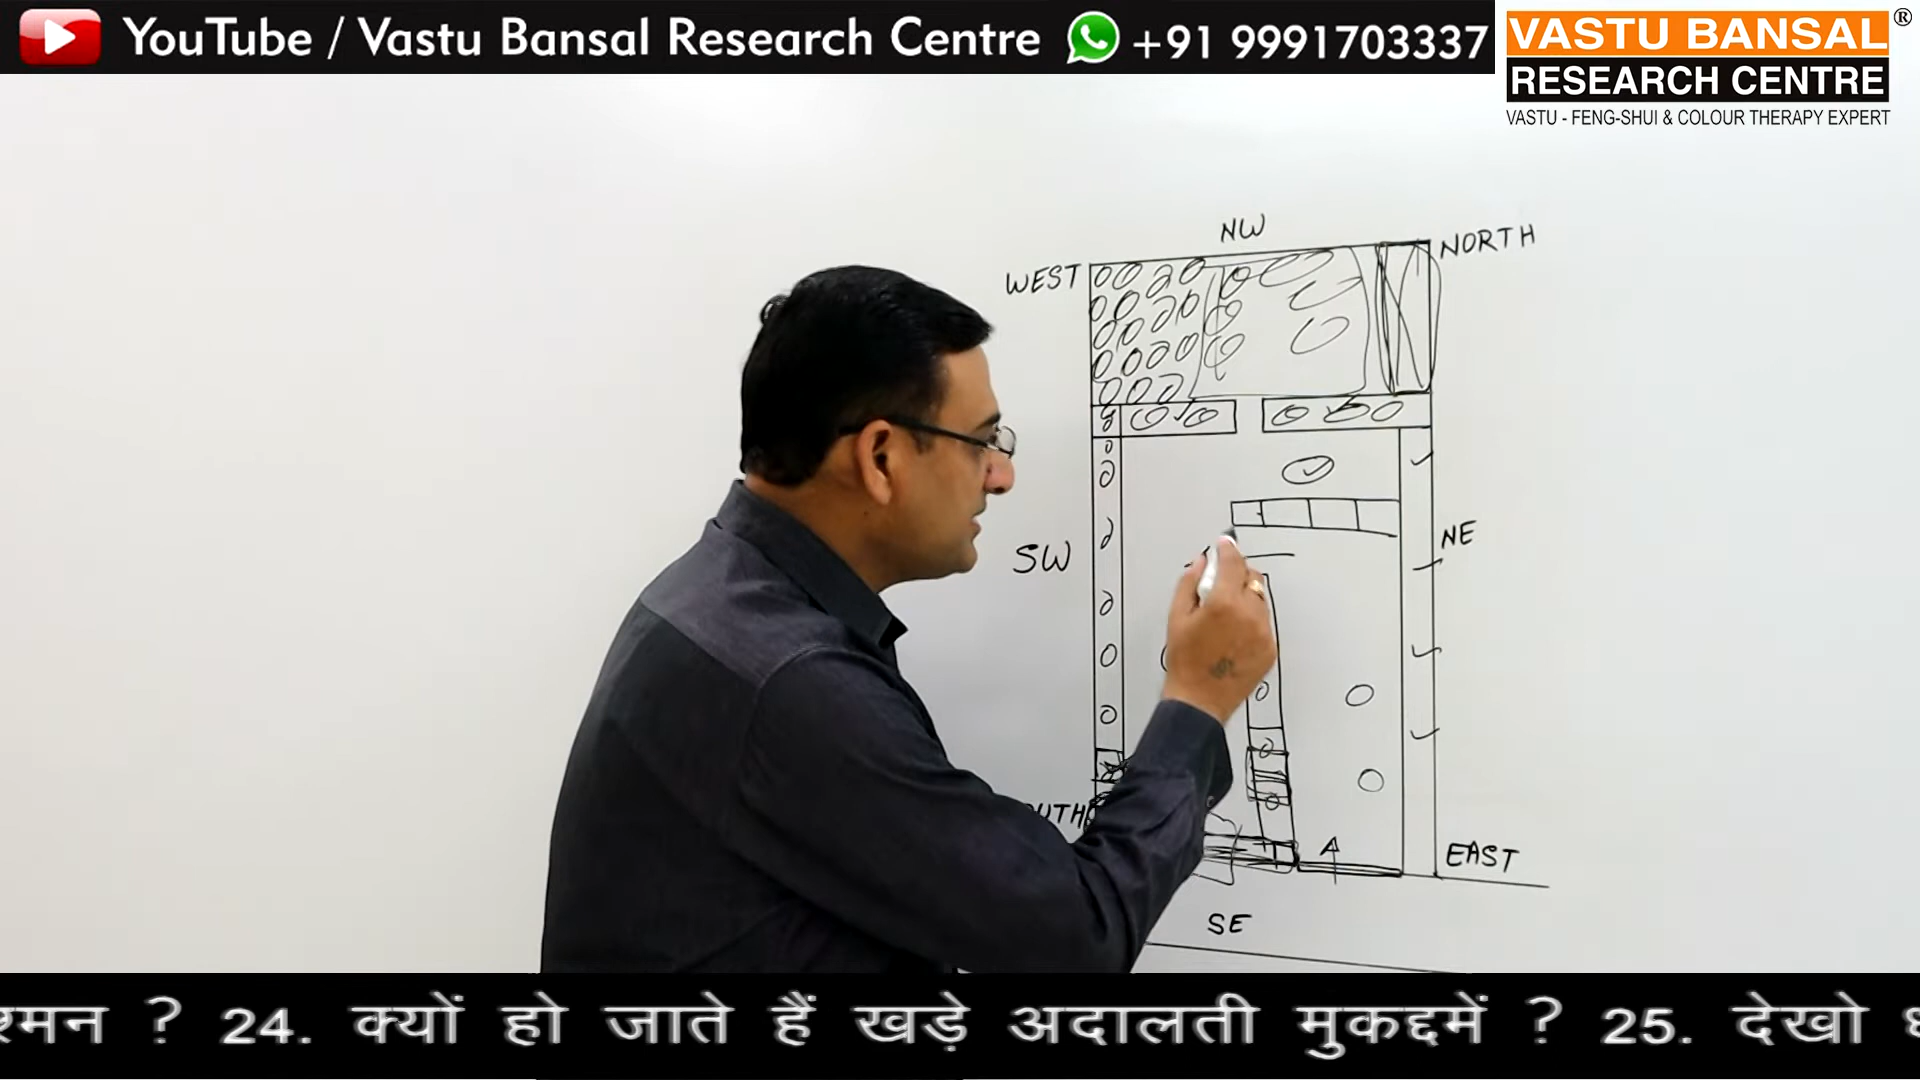 YouTube / Vastu Bansal Research Centre +91 9991703337
VASTU BANSAL®
RESEARCH CENTRE
VASTU - FENG-SHUI & COLOUR THERAPY EXPERT
NW
WEST
NORTH
SW
NE
EAST
SE
? 24. क्यों हो जाते हैं खड़े अदालती मुकद्दमें ? 25. देखो